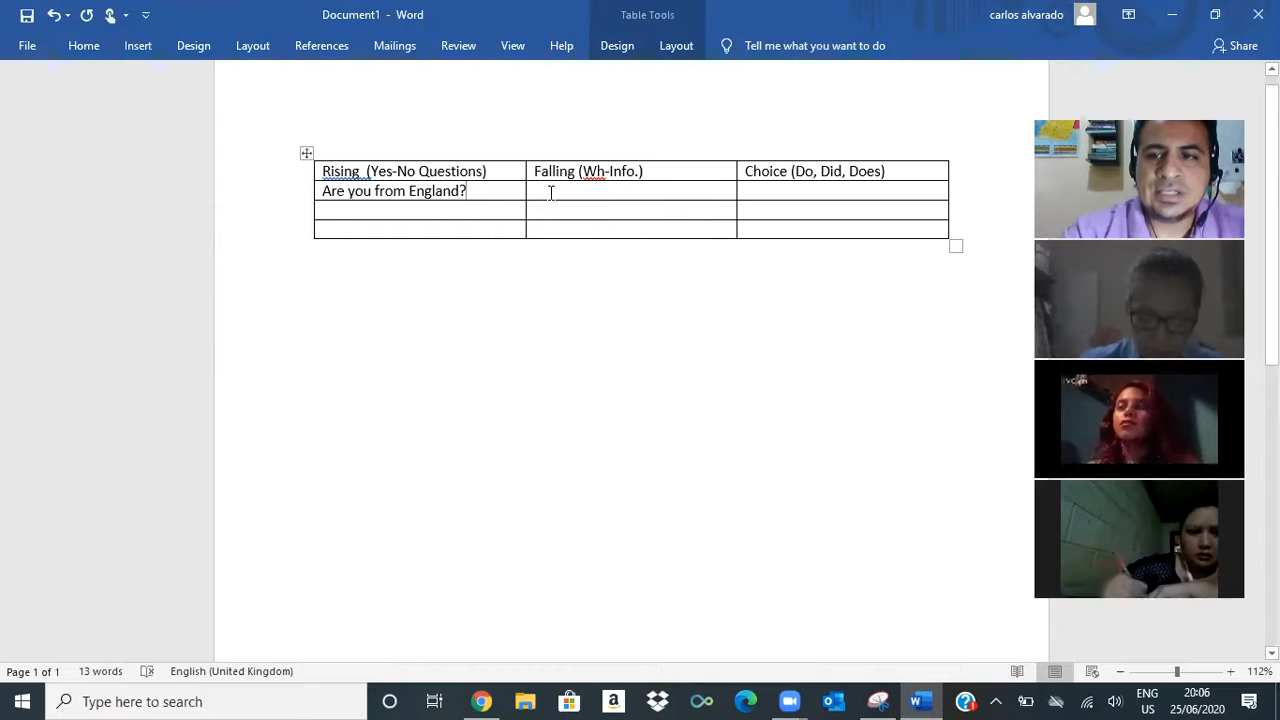 Document1 - Word
Table Tools
carlos alvarado
File Home Insert Design Layout References Mailings Review View Help Design Layout Tell me what you want to do Share
Rising (Yes-No Questions) Falling (Wh-Info.) Choice (Do, Did, Does)
Are you from England?
Page 1 of 1 13 words English (United Kingdom) 112%
Type here to search
ENG
US
20:06
25/06/2020